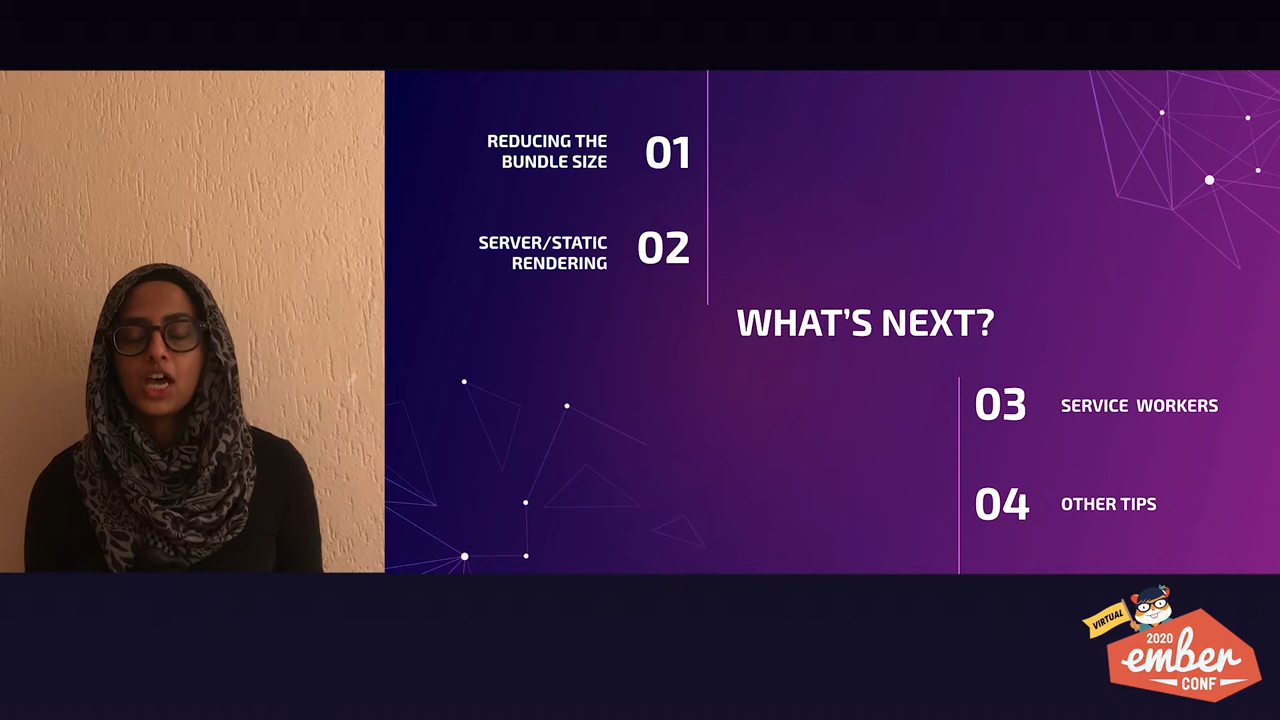 REDUCING THE
BUNDLE SIZE
01
SERVER/STATIC
RENDERING
02
WHAT'S NEXT?
03
SERVICE WORKERS
04
OTHER TIPS
VIRTUAL
2020
ember
CONF